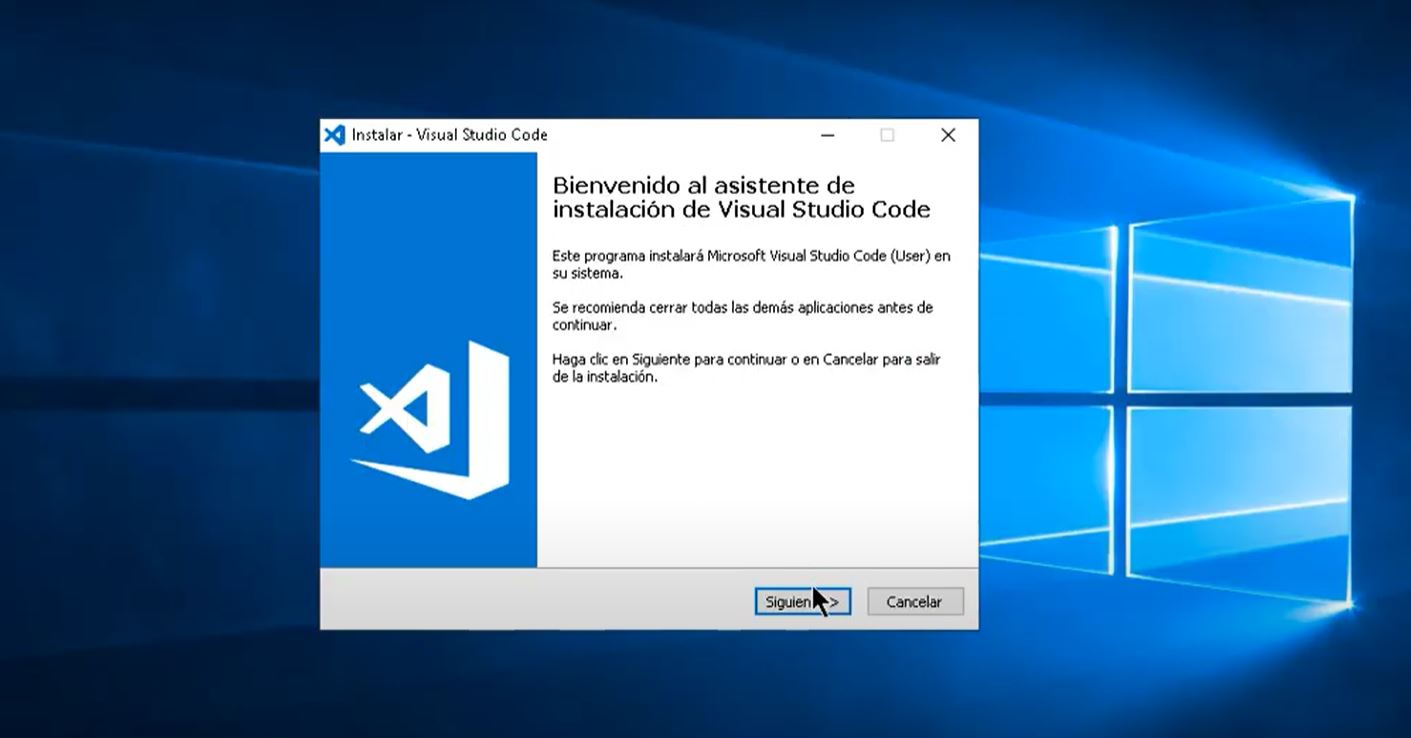 Instalar - Visual Studio Code
Bienvenido al asistente de
instalación de Visual Studio Code
Este programa instalará Microsoft Visual Studio Code (User) en
su sistema.
Se recomienda cerrar todas las demás aplicaciones antes de
continuar.
Haga clic en Siguiente para continuar o en Cancelar para salir
de la instalación.
Siguien >
Cancelar